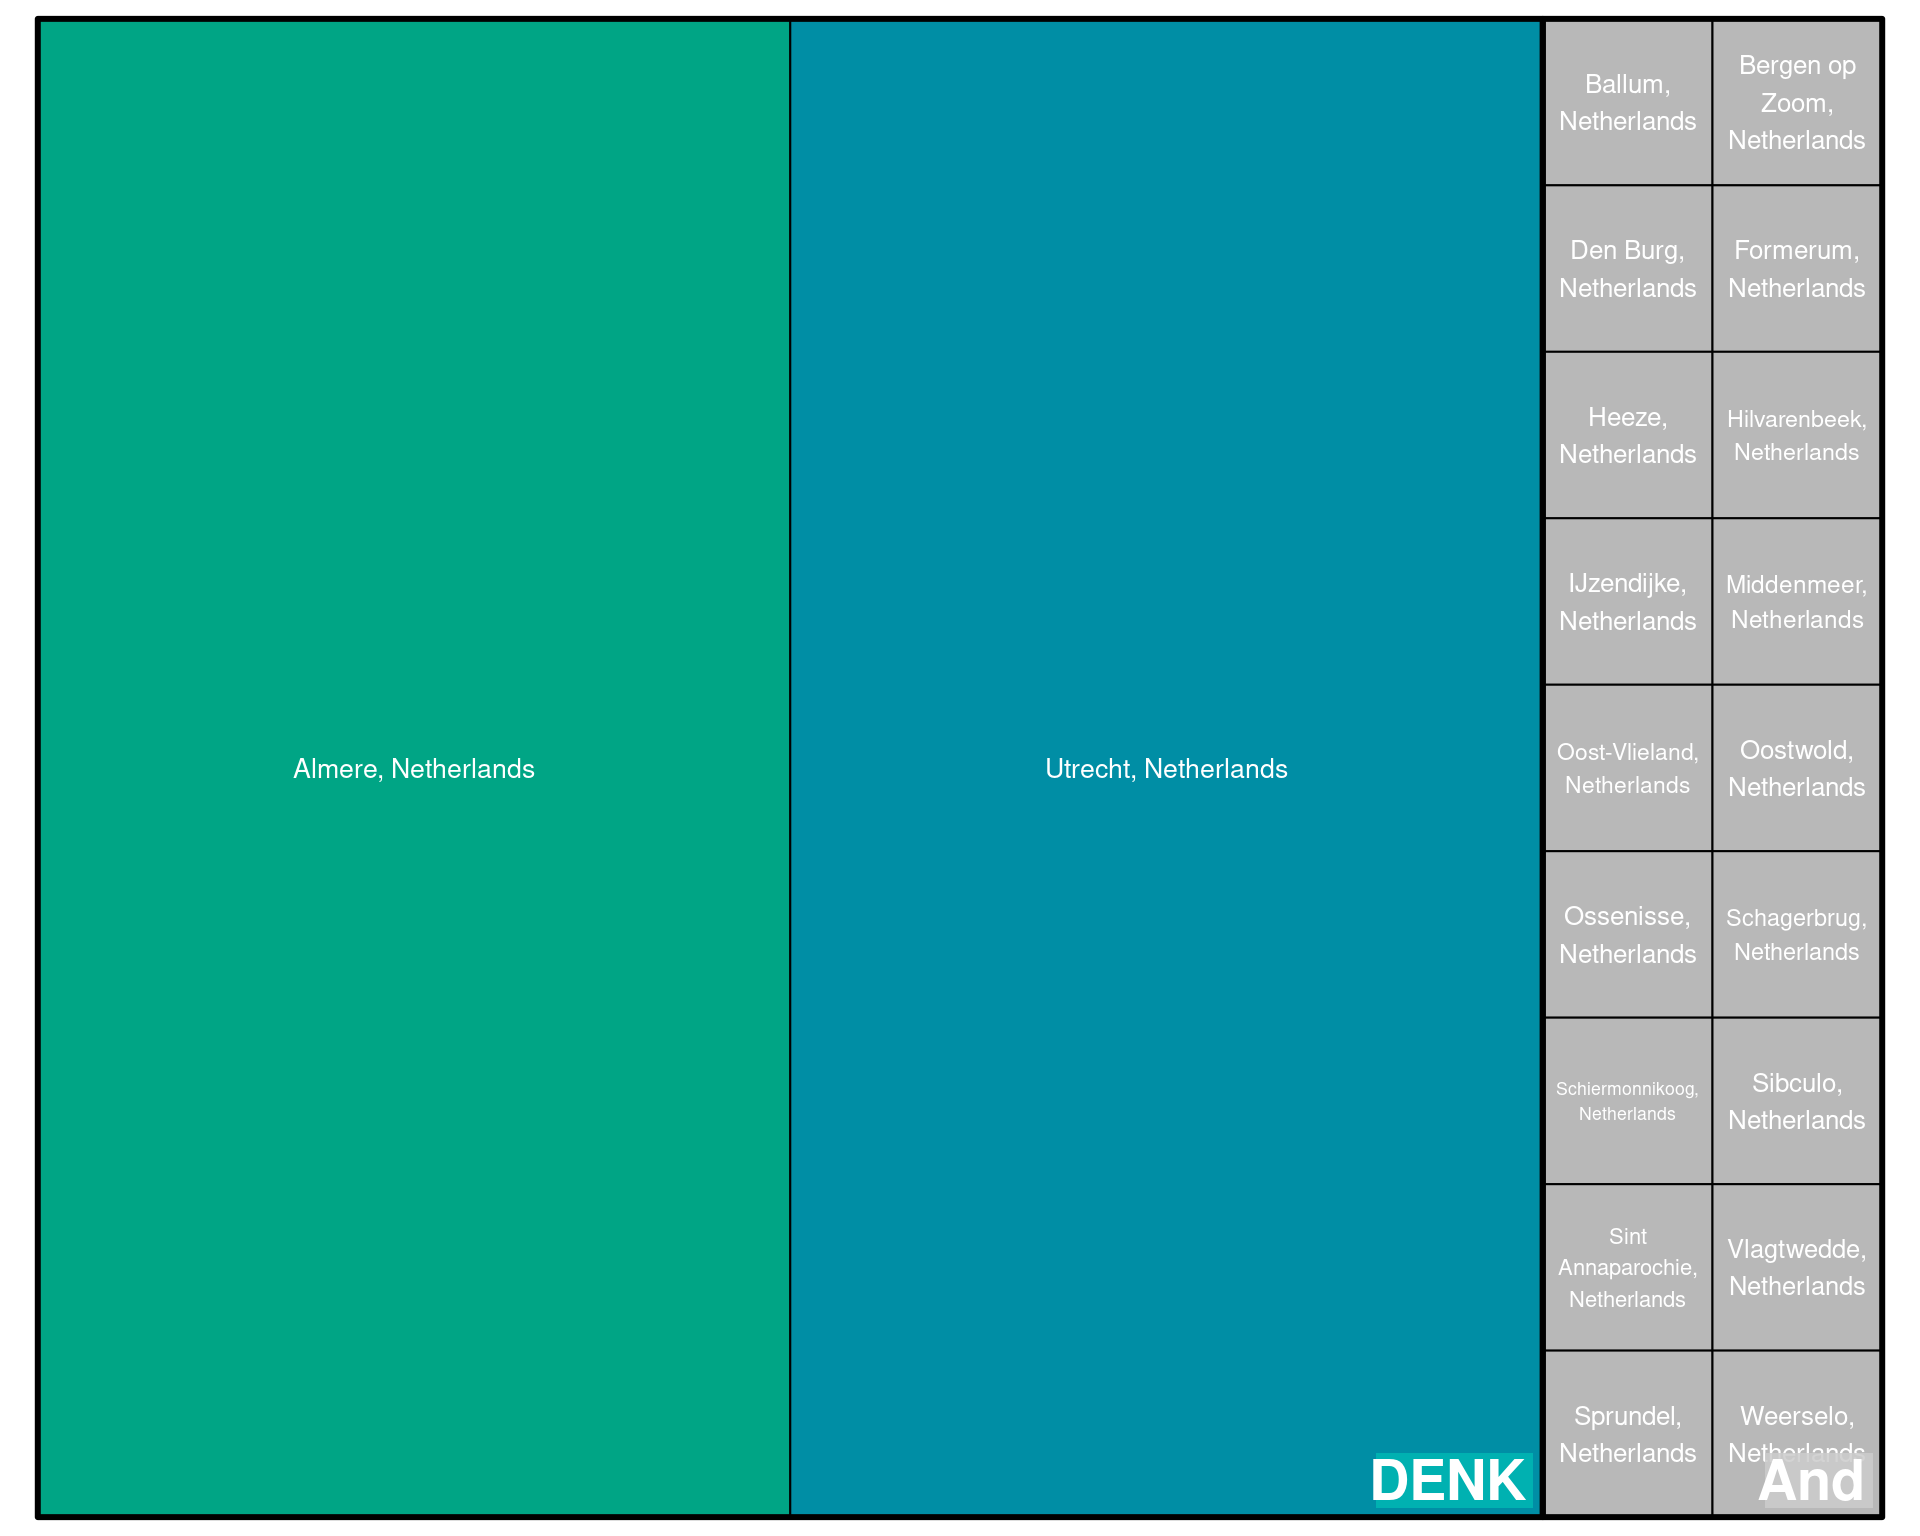 Almere, Netherlands
Utrecht, Netherlands
DENK
Ballum,
Netherlands
Bergen op
Zoom,
Netherlands
Den Burg,
Netherlands
Formerum,
Netherlands
Heeze,
Netherlands
Hilvarenbeek,
Netherlands
IJzendijke,
Netherlands
Middenmeer,
Netherlands
Oost-Vlieland,
Netherlands
Oostwold,
Netherlands
Ossenisse,
Netherlands
Schagerbrug,
Netherlands
Schiermonnikoog,
Netherlands
Sibculo,
Netherlands
Sint
Annaparochie,
Netherlands
Vlagtwedde,
Netherlands
Sprundel,
Netherlands
Weerselo,
Netherlands
And